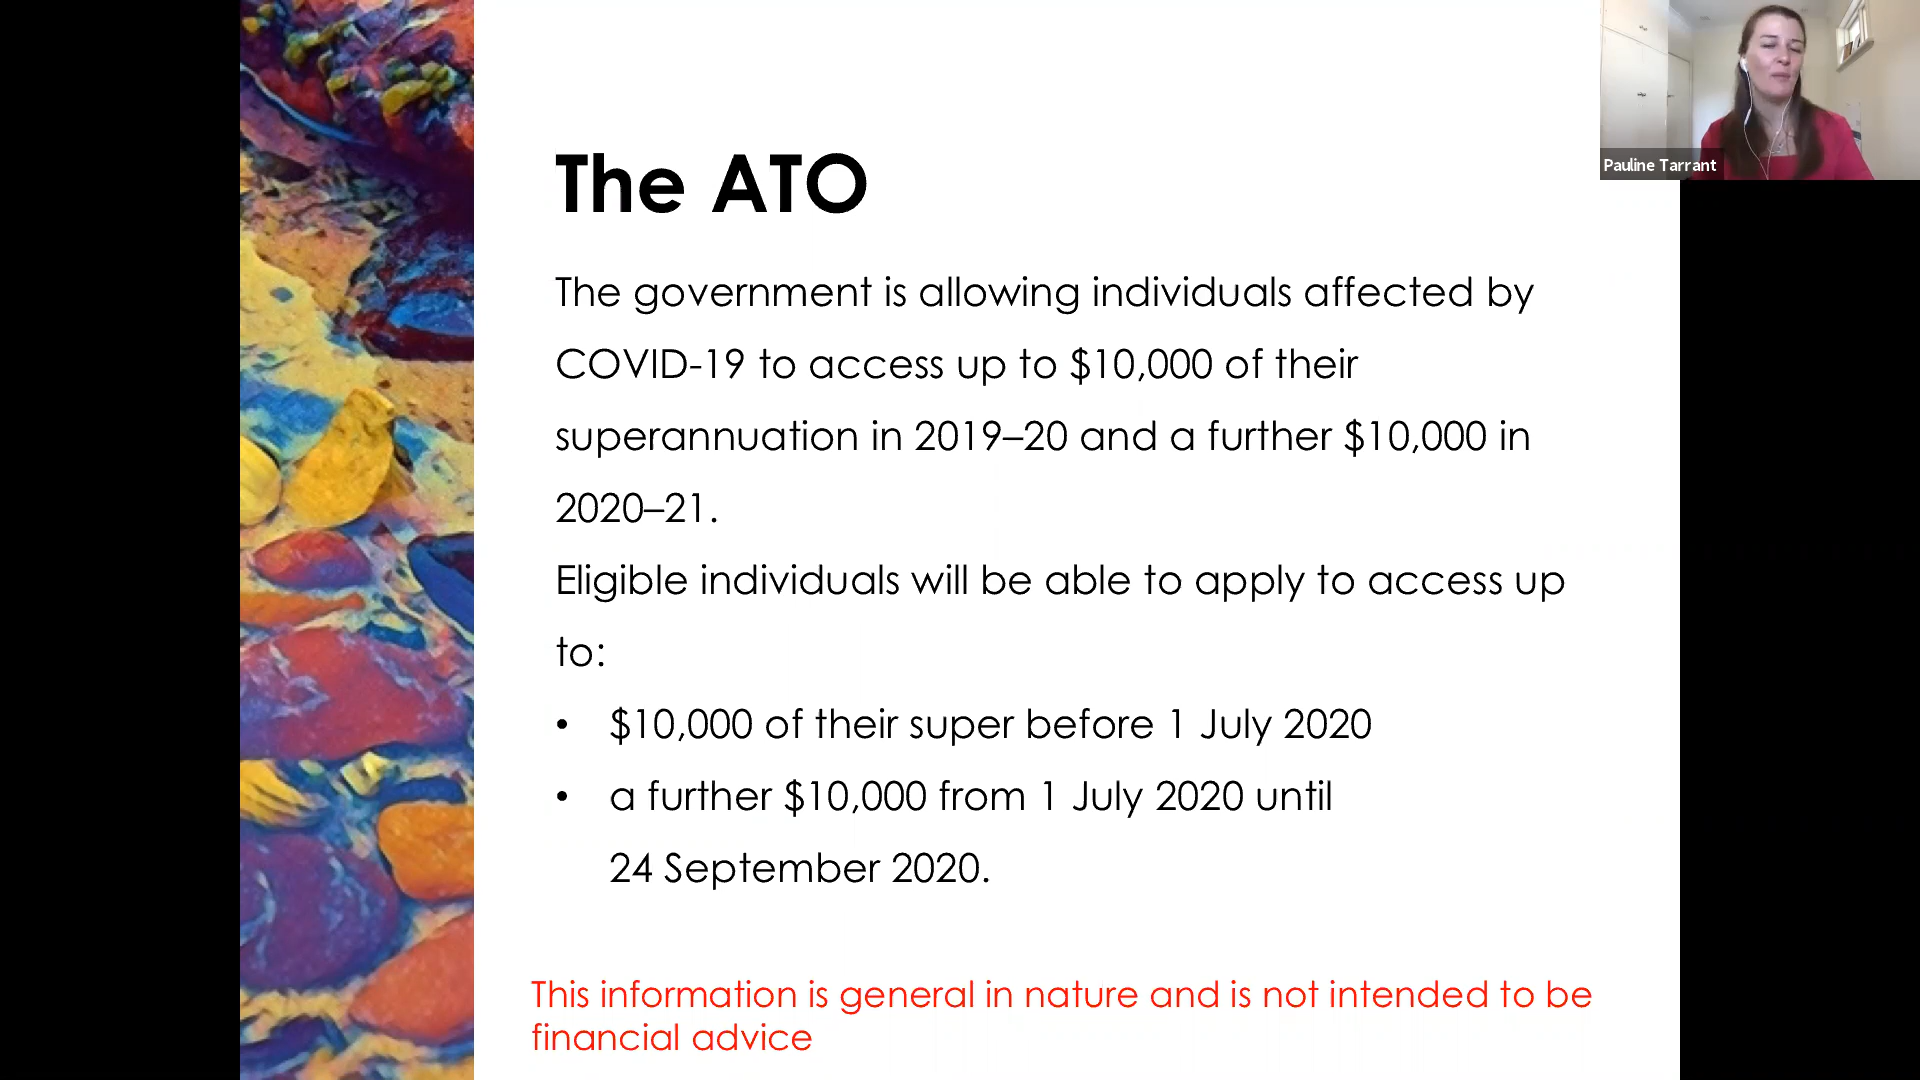 The ATO
The government is allowing individuals affected by
COVID-19 to access up to $10,000 of their
superannuation in 2019–20 and a further $10,000 in
2020–21.
Eligible individuals will be able to apply to access up
to:
• $10,000 of their super before 1 July 2020
• a further $10,000 from 1 July 2020 until
24 September 2020.
This information is general in nature and is not intended to be
financial advice
Pauline Tarrant